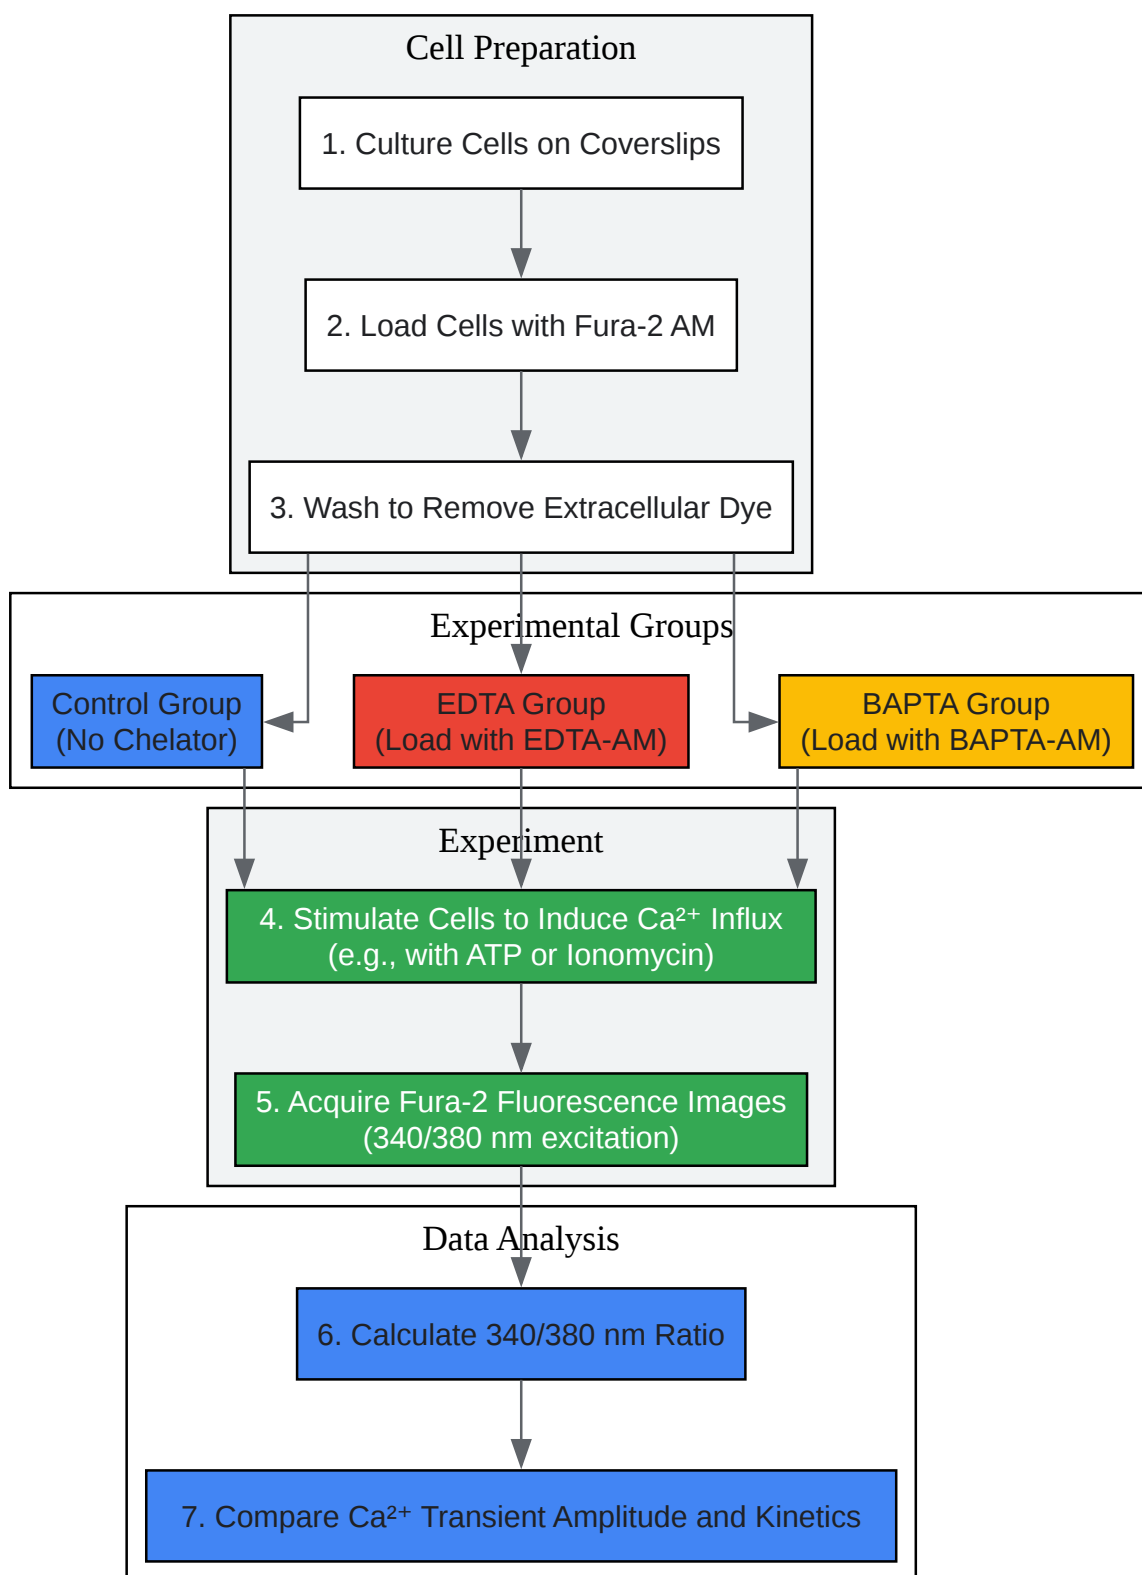 Cell Preparation
1. Culture Cells on Coverslips
2. Load Cells with Fura-2 AM
3. Wash to Remove Extracellular Dye
Experimental Groups
Control Group
(No Chelator)
EDTA Group
(Load with EDTA-AM)
BAPTA Group
(Load with BAPTA-AM)
Experiment
4. Stimulate Cells to Induce Ca²⁺ Influx
(e.g., with ATP or Ionomycin)
5. Acquire Fura-2 Fluorescence Images
(340/380 nm excitation)
Data Analysis
6. Calculate 340/380 nm Ratio
7. Compare Ca²⁺ Transient Amplitude and Kinetics